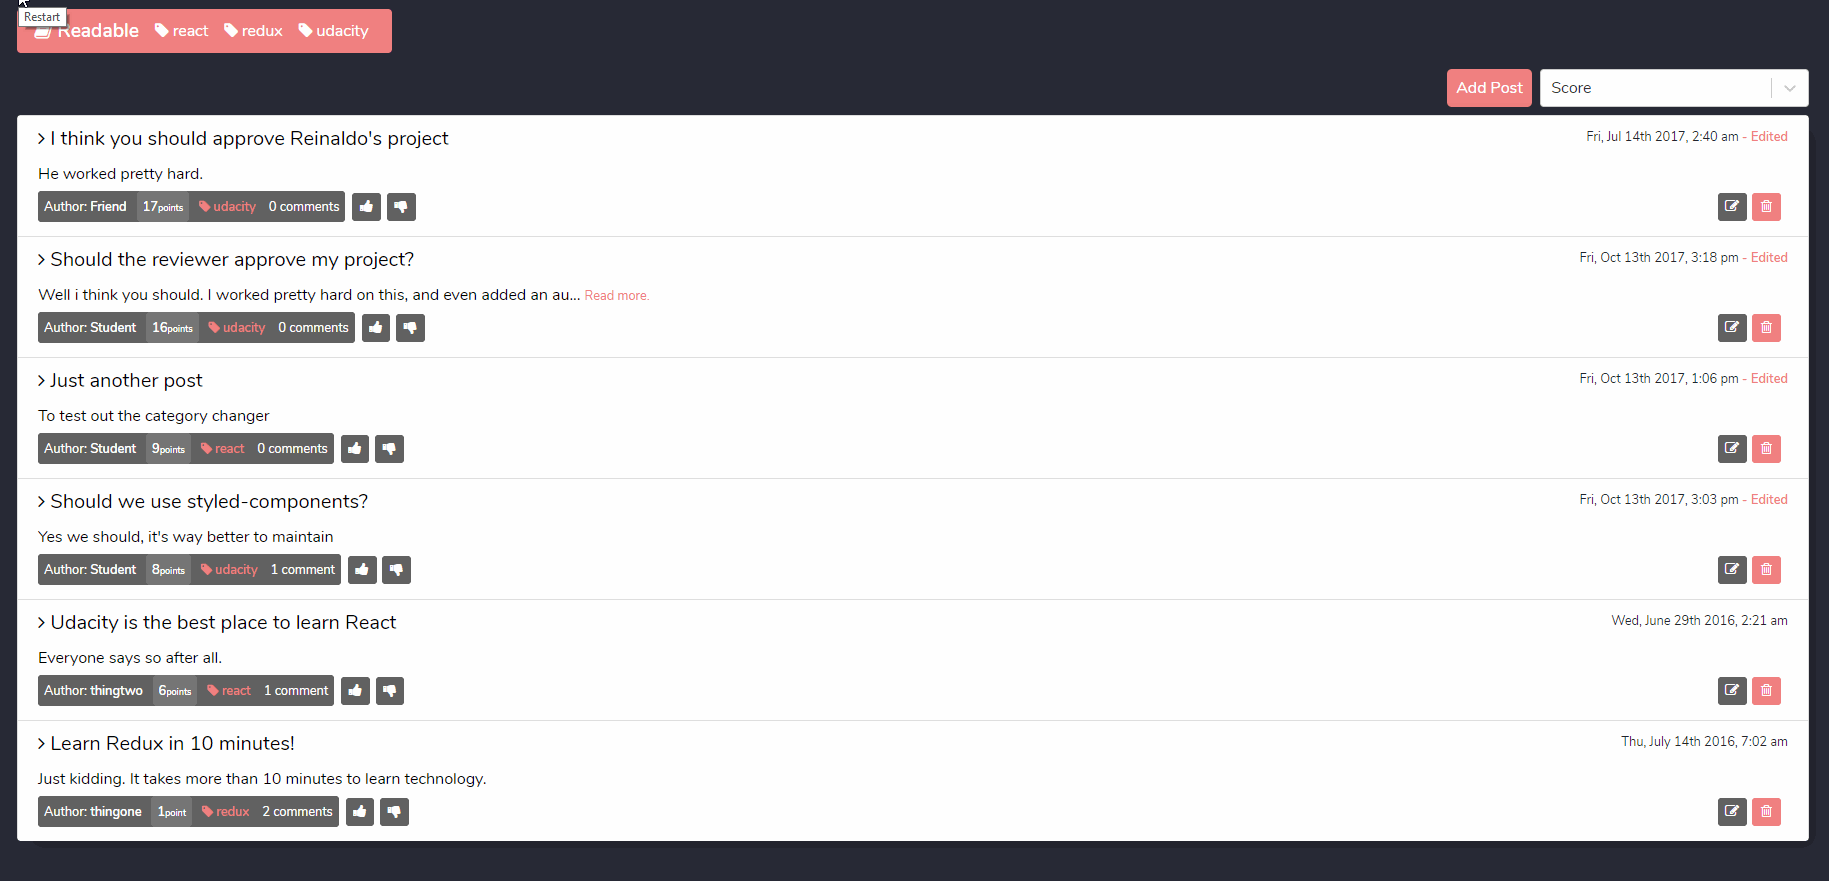 Restart
Readable react redux udacity
Add Post Score
I think you should approve Reinaldo's project Fri, Jul 14th 2017, 2:40 am - Edited
He worked pretty hard.
Author: Friend 17points udacity 0 comments
Should the reviewer approve my project? Fri, Oct 13th 2017, 3:18 pm - Edited
Well i think you should. I worked pretty hard on this, and even added an au... Read more.
Author: Student 16points udacity 0 comments
Just another post Fri, Oct 13th 2017, 1:06 pm - Edited
To test out the category changer
Author: Student 9points react 0 comments
Should we use styled-components? Fri, Oct 13th 2017, 3:03 pm - Edited
Yes we should, it's way better to maintain
Author: Student 8points udacity 1 comment
Udacity is the best place to learn React Wed, June 29th 2016, 2:21 am
Everyone says so after all.
Author: thingtwo 6points react 1 comment
Learn Redux in 10 minutes! Thu, July 14th 2016, 7:02 am
Just kidding. It takes more than 10 minutes to learn technology.
Author: thingone 1point redux 2 comments